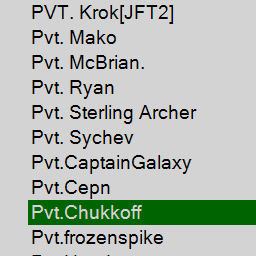 PVT. Krok[JFT2]
Pvt. Mako
Pvt. McBrian.
Pvt. Ryan
Pvt. Sterling Archer
Pvt. Sychev
Pvt.CaptainGalaxy
Pvt.Cepn
Pvt.Chukkoff
Pvt.frozenspike